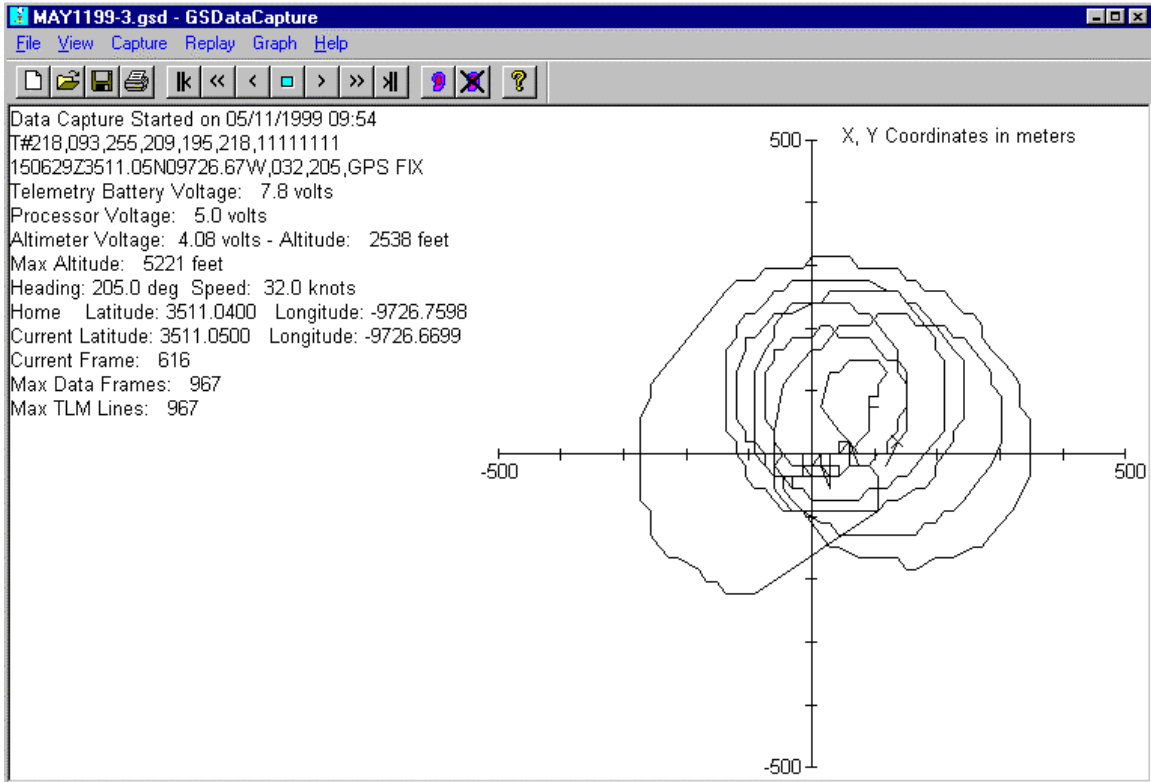 MAY1199-3.gsd - GSDataCapture
File View Capture Replay Graph Help
Data Capture Started on 05/11/1999 09:54
T#218,093,255,209,195,218,11111111
150629Z3511.05N09726.67W,032,205,GPS FIX
Telemetry Battery Voltage: 7.8 volts
Processor Voltage: 5.0 volts
Altimeter Voltage: 4.08 volts - Altitude: 2538 feet
Max Altitude: 5221 feet
Heading: 205.0 deg Speed: 32.0 knots
Home Latitude: 3511.0400 Longitude: -9726.7598
Current Latitude: 3511.0500 Longitude: -9726.6699
Current Frame: 616
Max Data Frames: 967
Max TLM Lines: 967
500
X, Y Coordinates in meters
-500
500
-500